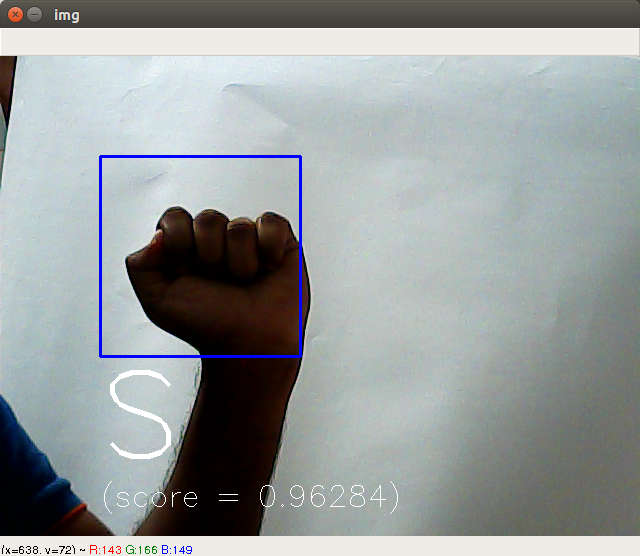 img
S
(score = 0.96284)
(x=638, y=72) ~ R:143 G:166 B:149